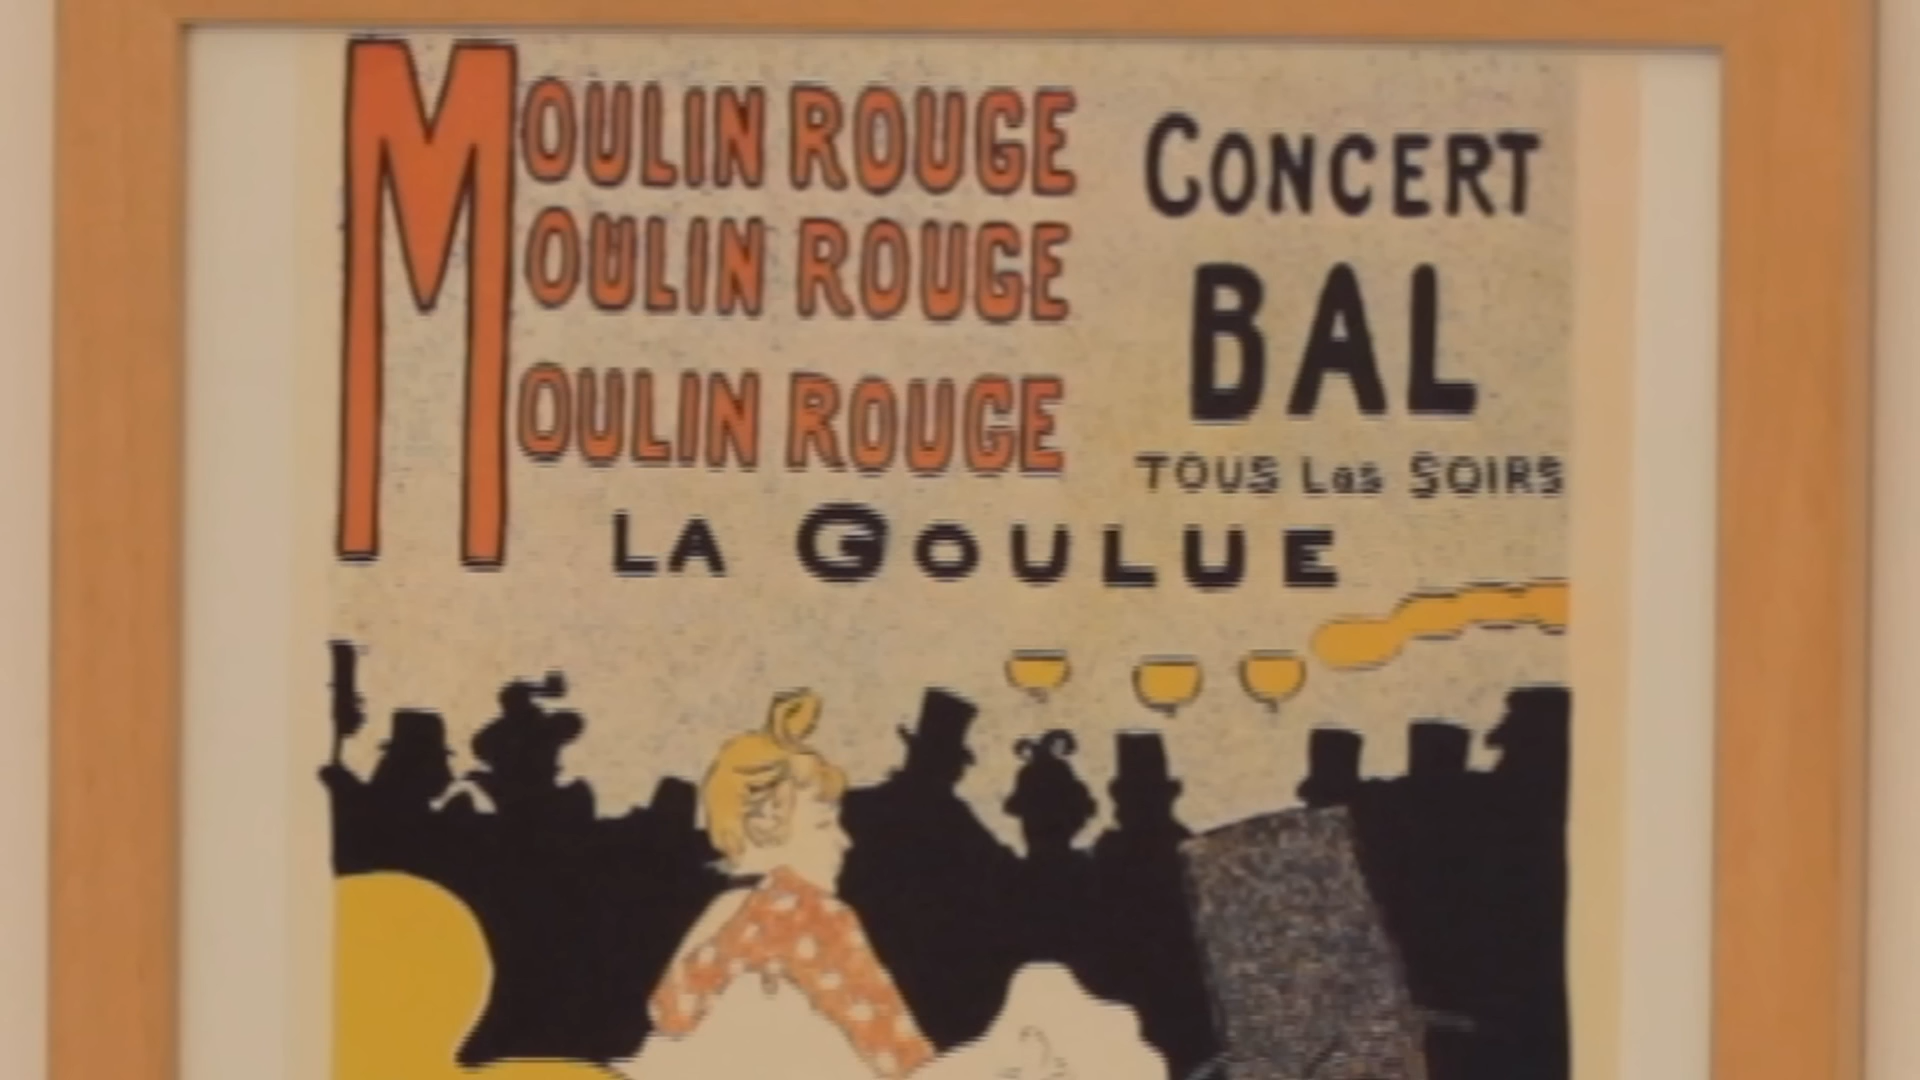 MOULIN ROUGE
MOULIN ROUGE
MOULIN ROUGE
CONCERT
BAL
TOUS Les SOIRS
LA GOULUE